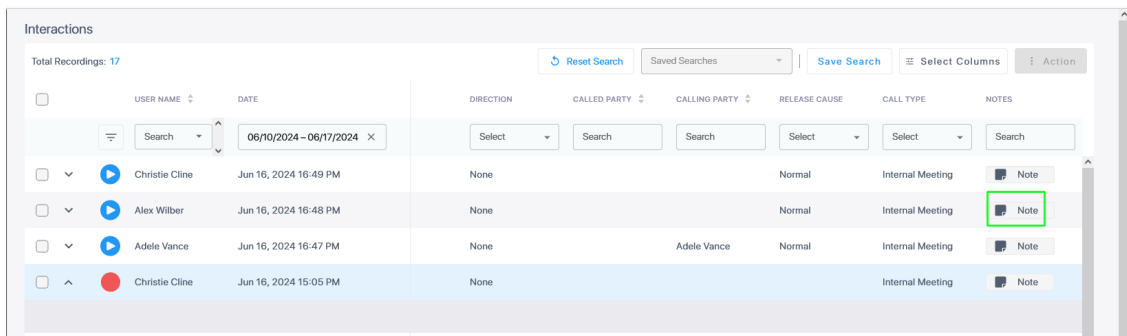 Interactions
Total Recordings: 17 Reset Search Saved Searches Save Search Select Columns Action
USER NAME DATE DIRECTION CALLED PARTY CALLING PARTY RELEASE CAUSE CALL TYPE NOTES
Search 06/10/2024 – 06/17/2024 Select Search Search Select Select Search
Christie Cline Jun 16, 2024 16:49 PM None Normal Internal Meeting Note
Alex Wilber Jun 16, 2024 16:48 PM None Normal Internal Meeting Note
Adele Vance Jun 16, 2024 16:47 PM None Adele Vance Normal Internal Meeting Note
Christie Cline Jun 16, 2024 15:05 PM None Internal Meeting Note